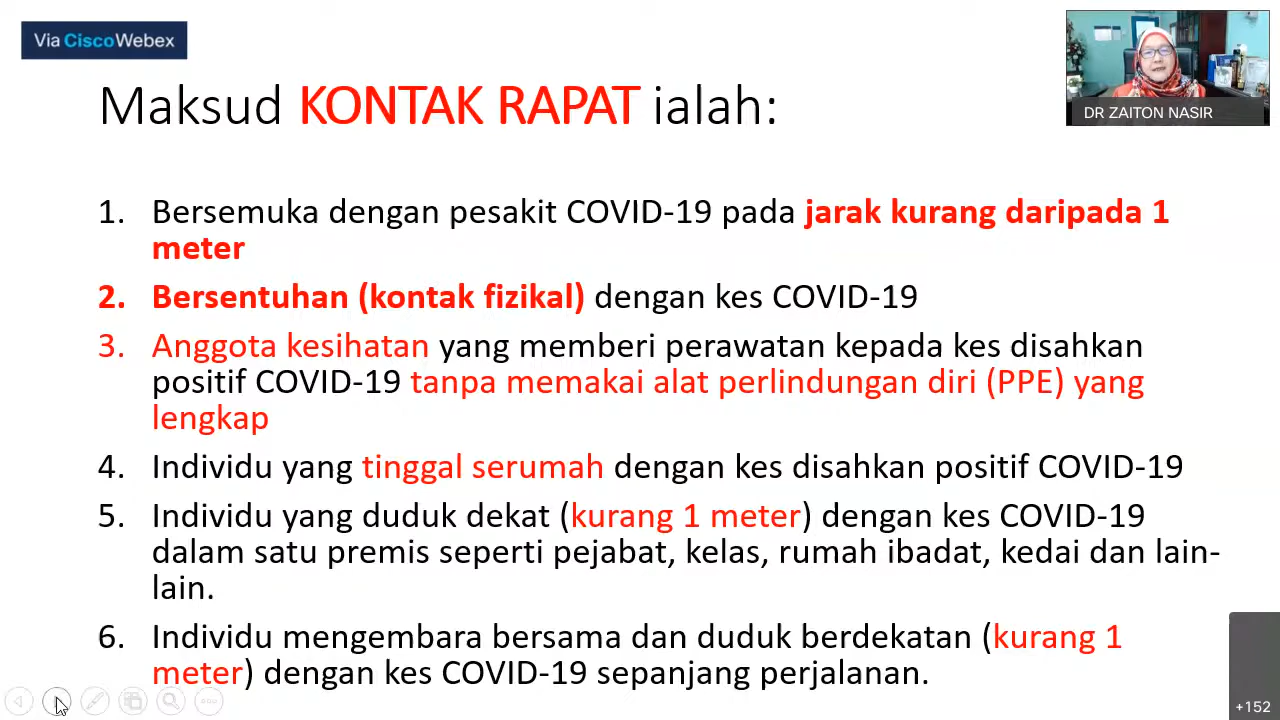 Via CiscoWebex
DR ZAITON NASIR
Maksud KONTAK RAPAT ialah:
1. Bersemuka dengan pesakit COVID-19 pada jarak kurang daripada 1
meter
2. Bersentuhan (kontak fizikal) dengan kes COVID-19
3. Anggota kesihatan yang memberi perawatan kepada kes disahkan
positif COVID-19 tanpa memakai alat perlindungan diri (PPE) yang
lengkap
4. Individu yang tinggal serumah dengan kes disahkan positif COVID-19
5. Individu yang duduk dekat (kurang 1 meter) dengan kes COVID-19
dalam satu premis seperti pejabat, kelas, rumah ibadat, kedai dan lain-
lain.
6. Individu mengembara bersama dan duduk berdekatan (kurang 1
meter) dengan kes COVID-19 sepanjang perjalanan.
+152